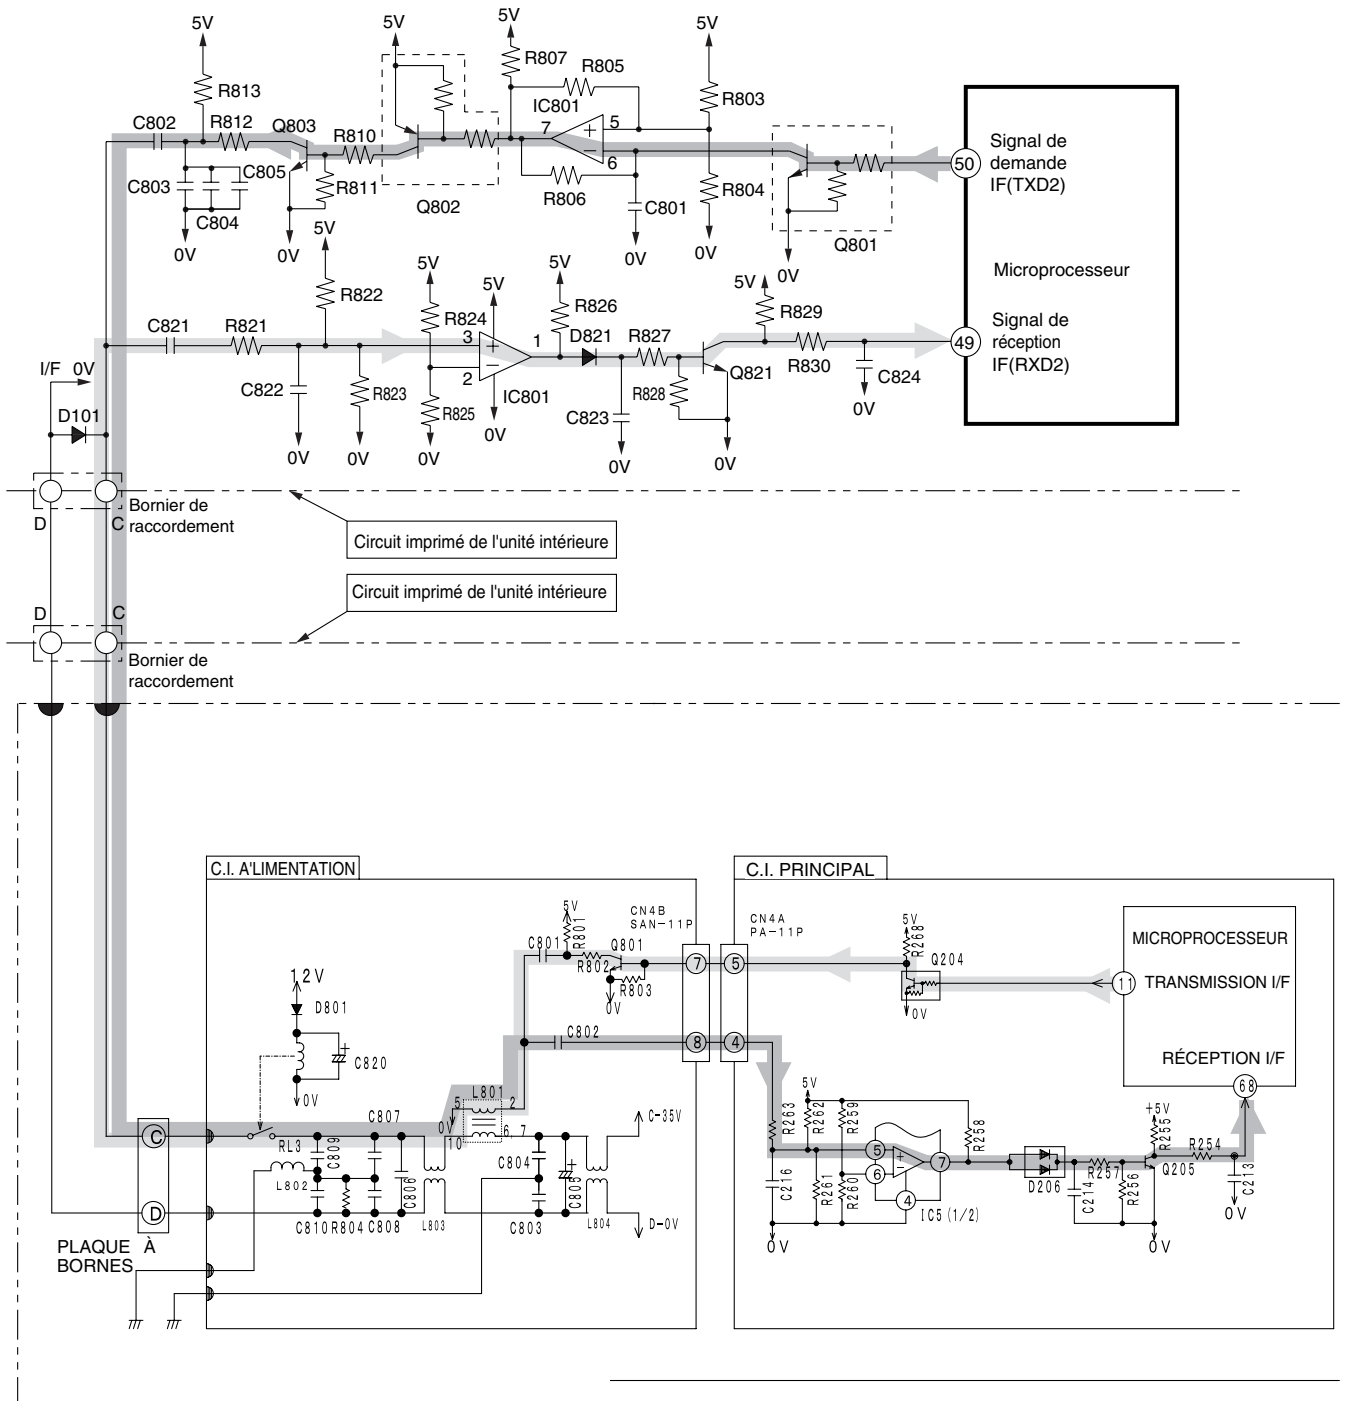 5V
5V
5V
5V
R813
R807
R805
R803
IC801
C802
R812
Q803
R810
7
5
6
C803
C805
C804
R811
Q802
R806
C801
R804
Q801
0V
0V
0V
0V
0V
50
Signal de
demande
IF(TXD2)
Microprocesseur
49
Signal de
réception
IF(RXD2)
5V
R822
5V
R824
5V
5V
R826
5V
R829
C821
R821
3
2
1
IC801
D821
R827
Q821
R830
C824
0V
I/F 0V
D101
C822
R823
R825
C823
R828
0V
0V
0V
0V
0V
0V
D
C
Bornier de
raccordement
Circuit imprimé de l'unité intérieure
Circuit imprimé de l'unité intérieure
D
C
Bornier de
raccordement
C.I. A'LIMENTATION
C.I. PRINCIPAL
5V
R801
CN4B
SAN-11P
CN4A
PA-11P
5V
R268
C801
R802
Q801
R803
0V
7
5
Q204
0V
MICROPROCESSEUR
11
TRANSMISSION I/F
RÉCEPTION I/F
68
12V
D801
C820
0V
C802
8
4
L801
5
2
0V
10
6, 7
C-35V
C807
C
RL3
C809
L802
C806
C804
C805
D
C810
R804
C808
L803
C803
L804
D-0V
PLAQUE À
BORNES
5V
R263
R262
R259
R258
5
6
7
4
C216
R261
R260
IC5 (1/2)
0V
D206
C214
R257
R256
+5V
R255
Q205
R254
C213
0V
0V